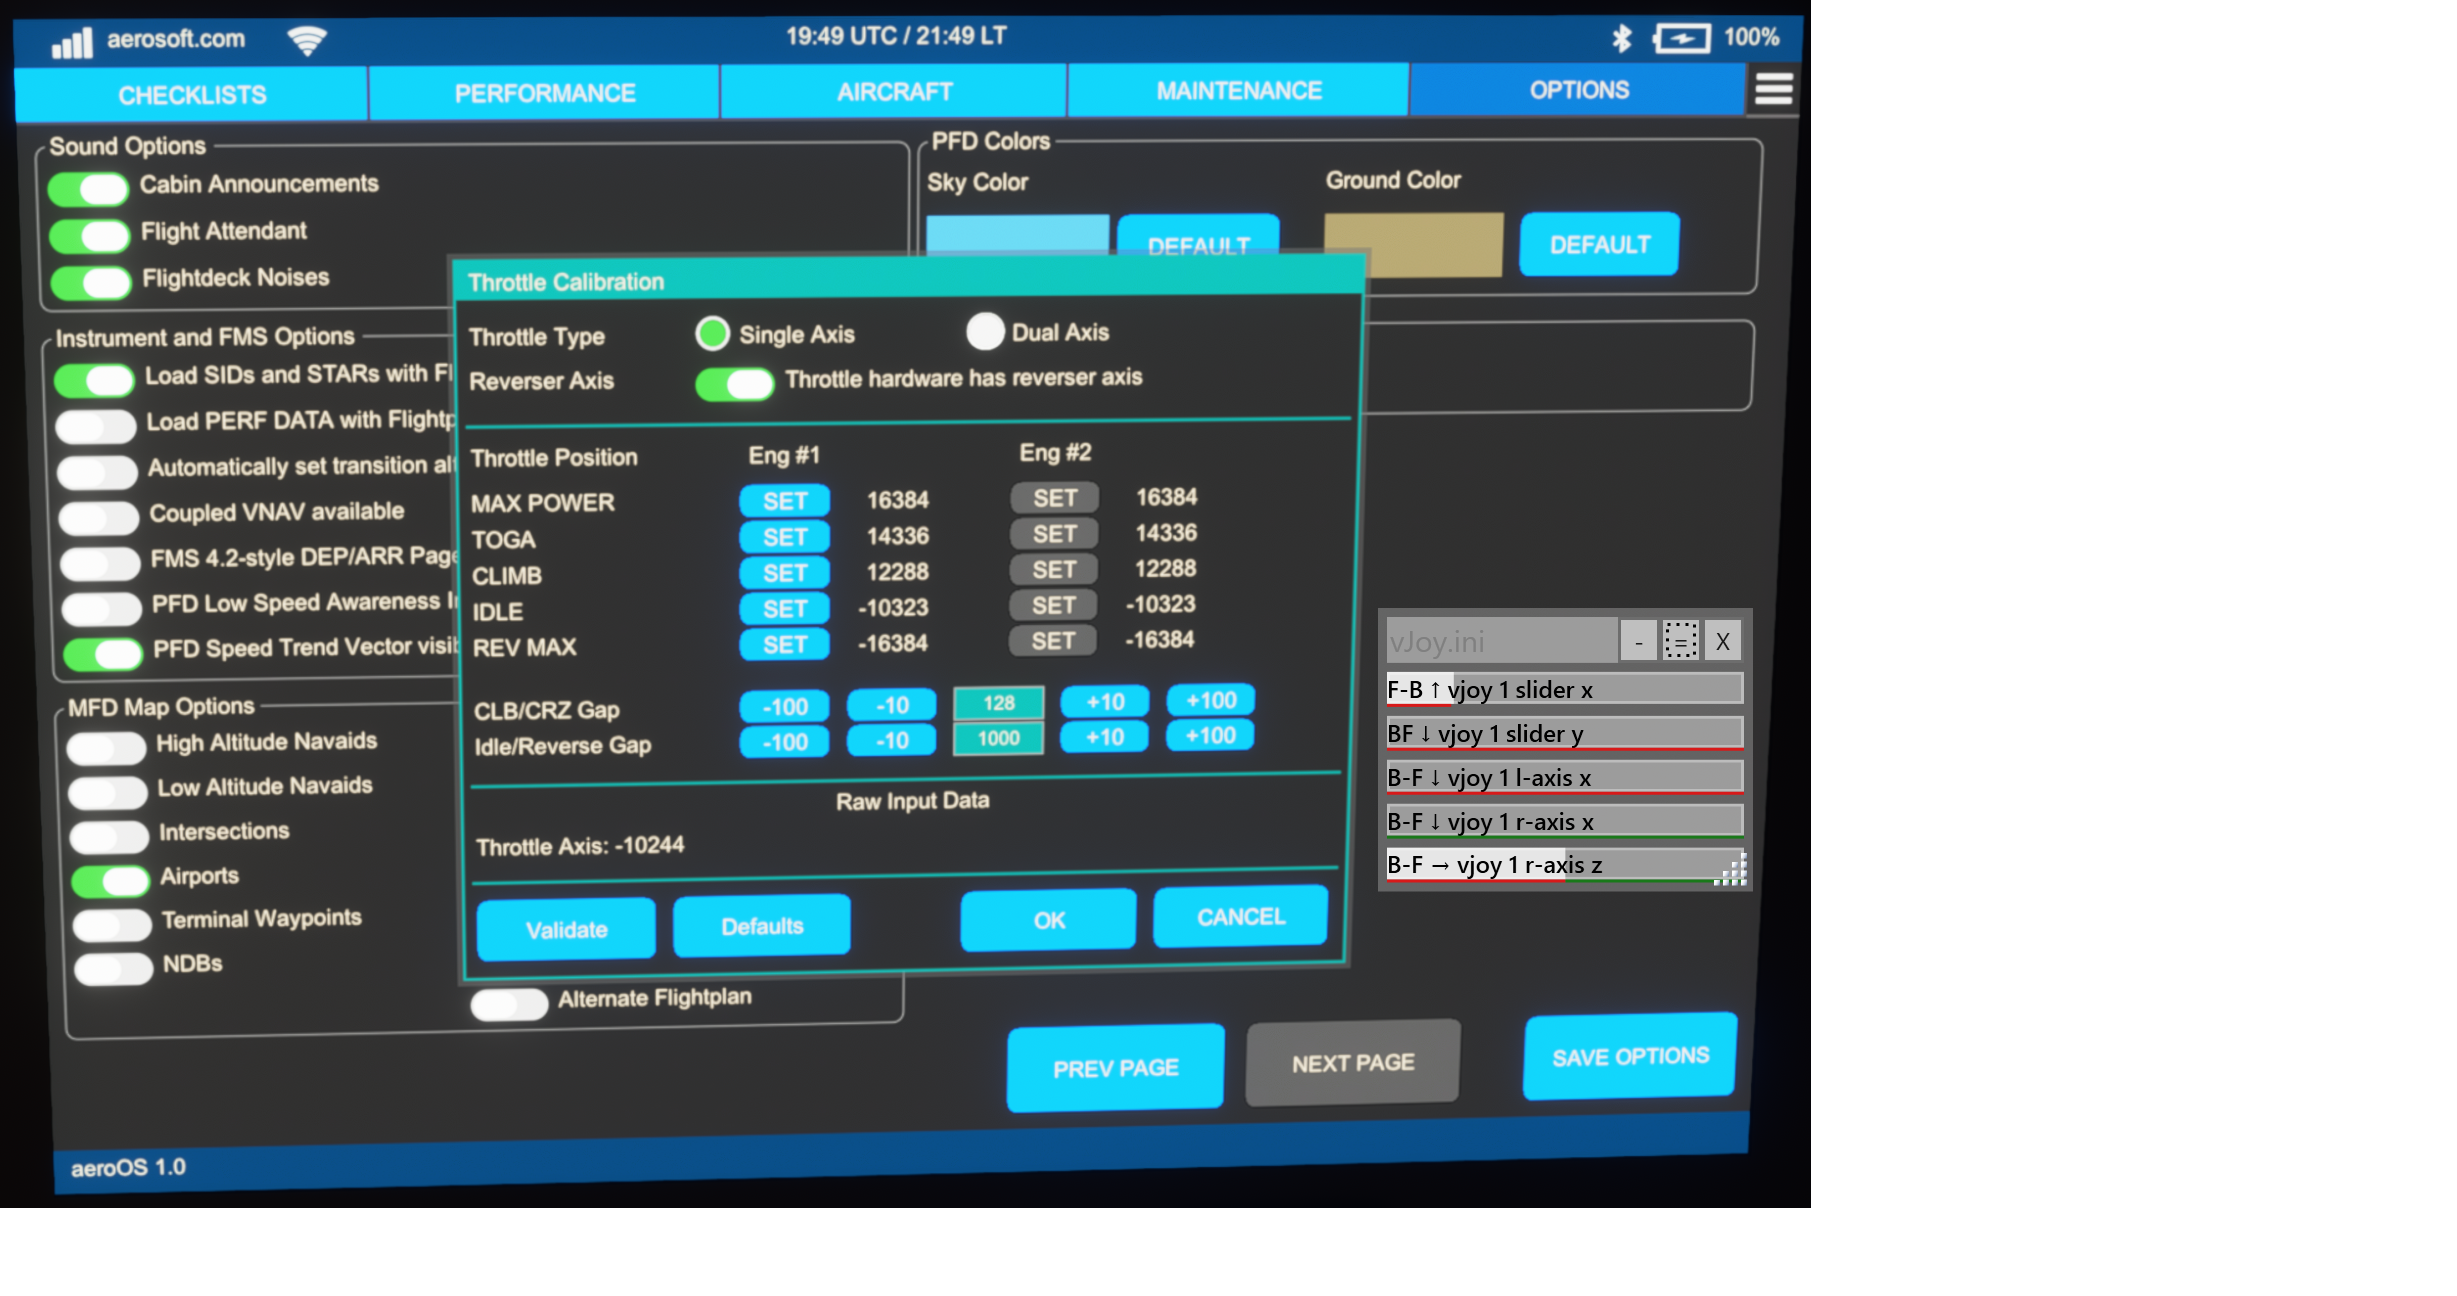 aerosoft.com 19:49 UTC / 21:49 LT 100%
CHECKLISTS PERFORMANCE AIRCRAFT MAINTENANCE OPTIONS
Sound Options
Cabin Announcements
Flight Attendant
Flightdeck Noises
PFD Colors
Sky Color Ground Color
DEFAULT DEFAULT
Instrument and FMS Options
Load SIDs and STARs with Fl
Load PERF DATA with Flightp
Automatically set transition alt
Coupled VNAV available
FMS 4.2-style DEP/ARR Page
PFD Low Speed Awareness I
PFD Speed Trend Vector visib
MFD Map Options
High Altitude Navaids
Low Altitude Navaids
Intersections
Airports
Terminal Waypoints
NDBs
Alternate Flightplan
Throttle Calibration
Throttle Type Single Axis Dual Axis
Reverser Axis Throttle hardware has reverser axis
Throttle Position Eng #1 Eng #2
MAX POWER SET 16384 SET 16384
TOGA SET 14336 SET 14336
CLIMB SET 12288 SET 12288
IDLE SET -10323 SET -10323
REV MAX SET -16384 SET -16384
CLB/CRZ Gap -100 -10 128 +10 +100
Idle/Reverse Gap -100 -10 1000 +10 +100
Raw Input Data
Throttle Axis: -10244
Validate Defaults OK CANCEL
vJoy.ini - = X
F-B ↑ vjoy 1 slider x
BF ↓ vjoy 1 slider y
B-F ↓ vjoy 1 l-axis x
B-F ↓ vjoy 1 r-axis x
B-F → vjoy 1 r-axis z
PREV PAGE NEXT PAGE SAVE OPTIONS
aeroOS 1.0